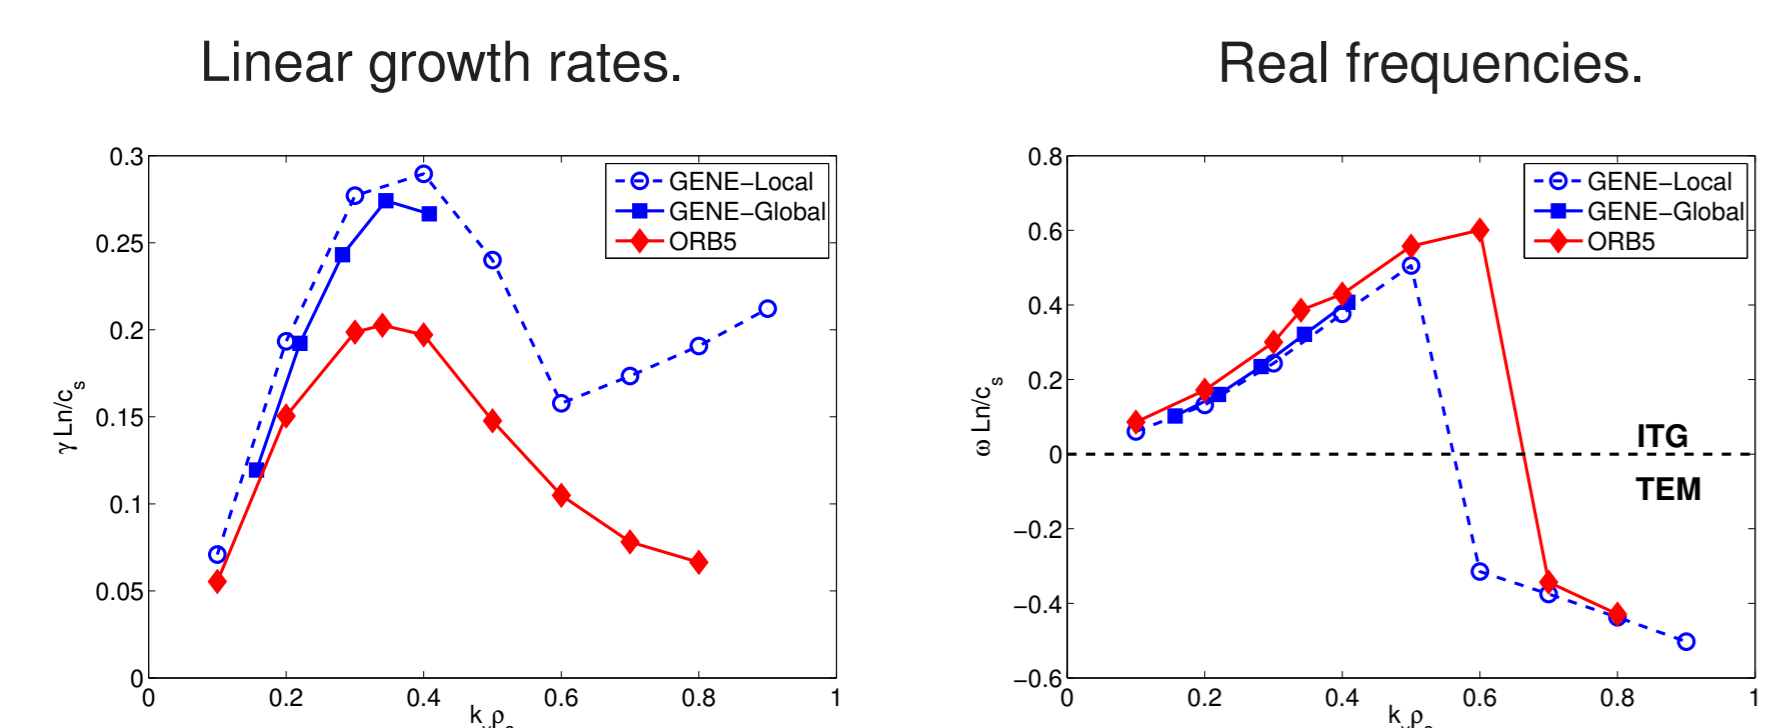 Linear growth rates.
0.3
0.25
0.2
0.15
0.1
0.05
0
γ Ln/cs
GENE−Local
GENE−Global
ORB5
0 0.2 0.4 0.6 0.8 1
Real frequencies.
0.8
0.6
0.4
0.2
0
−0.2
−0.4
−0.6
ω Ln/cs
GENE−Local
GENE−Global
ORB5
ITG
TEM
0 0.2 0.4 0.6 0.8 1